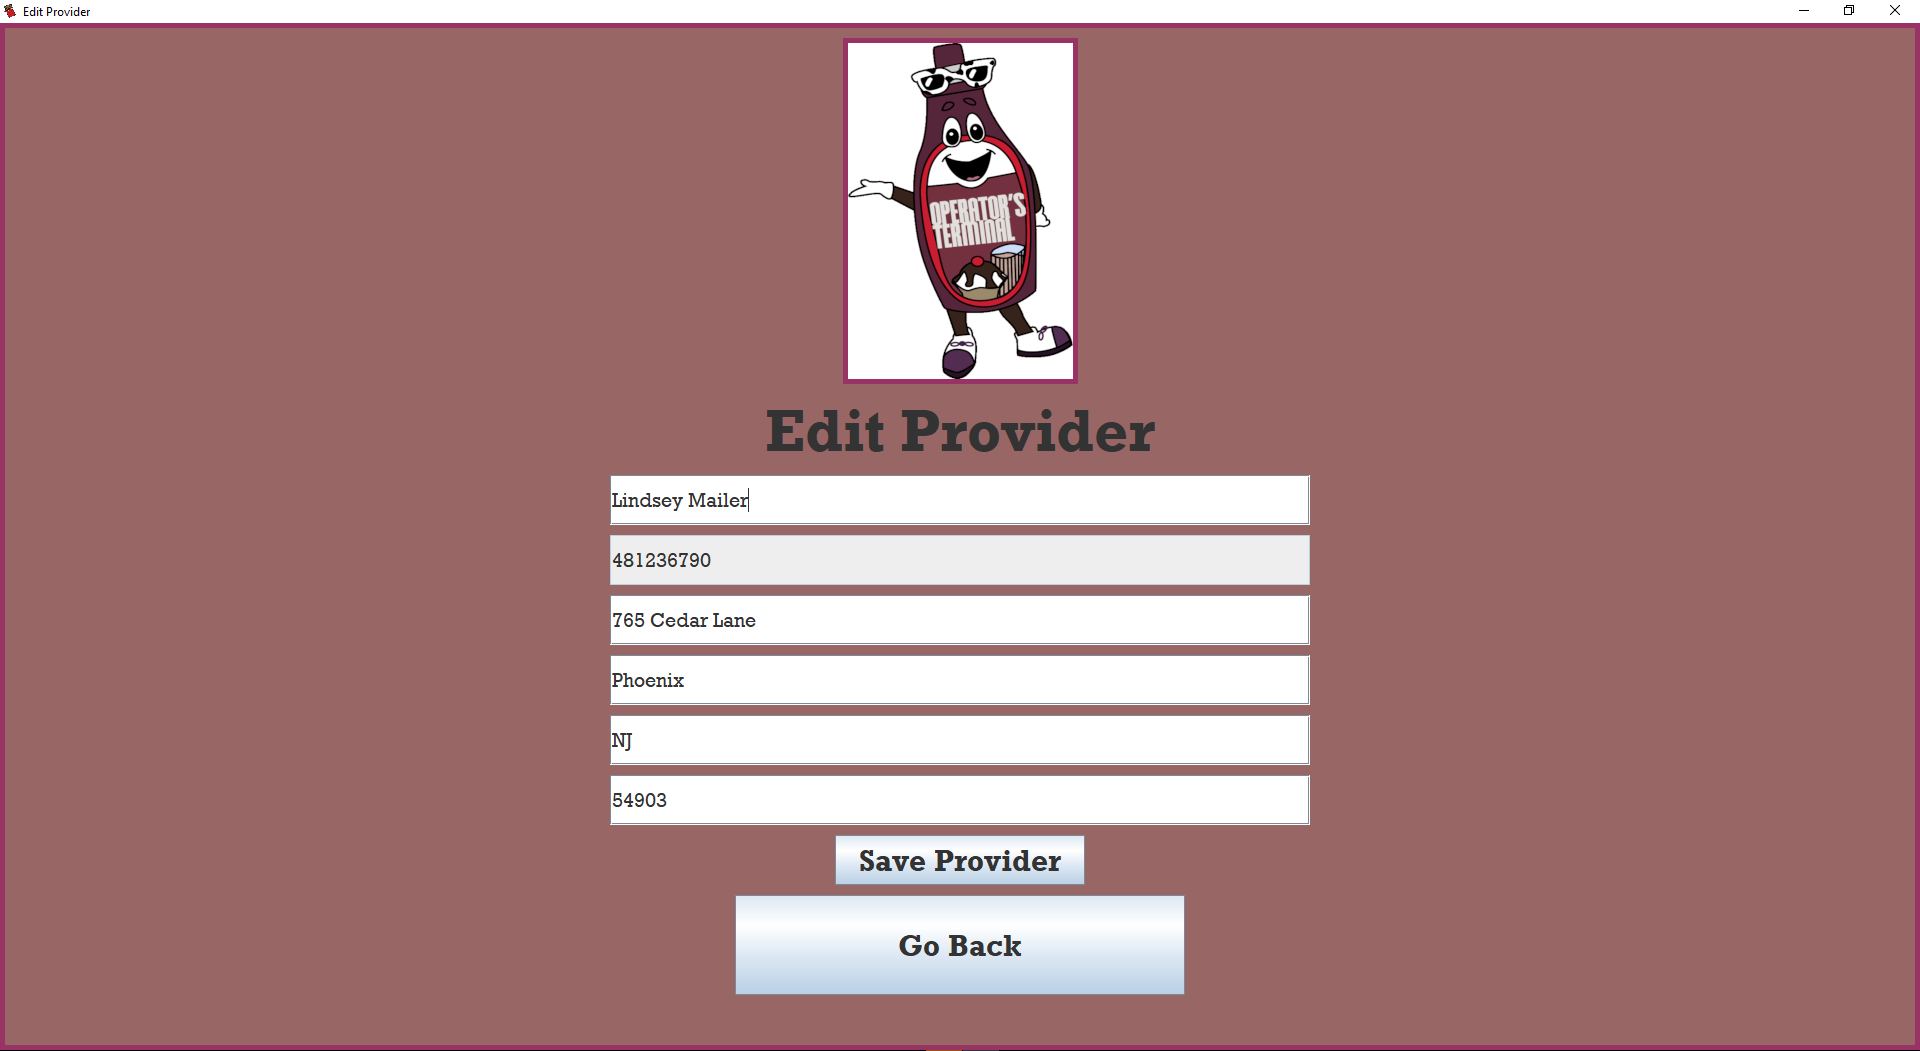 Edit Provider
OPERATOR'S
TERMINAL
Edit Provider
Lindsey Mailer
481236790
765 Cedar Lane
Phoenix
NJ
54903
Save Provider
Go Back